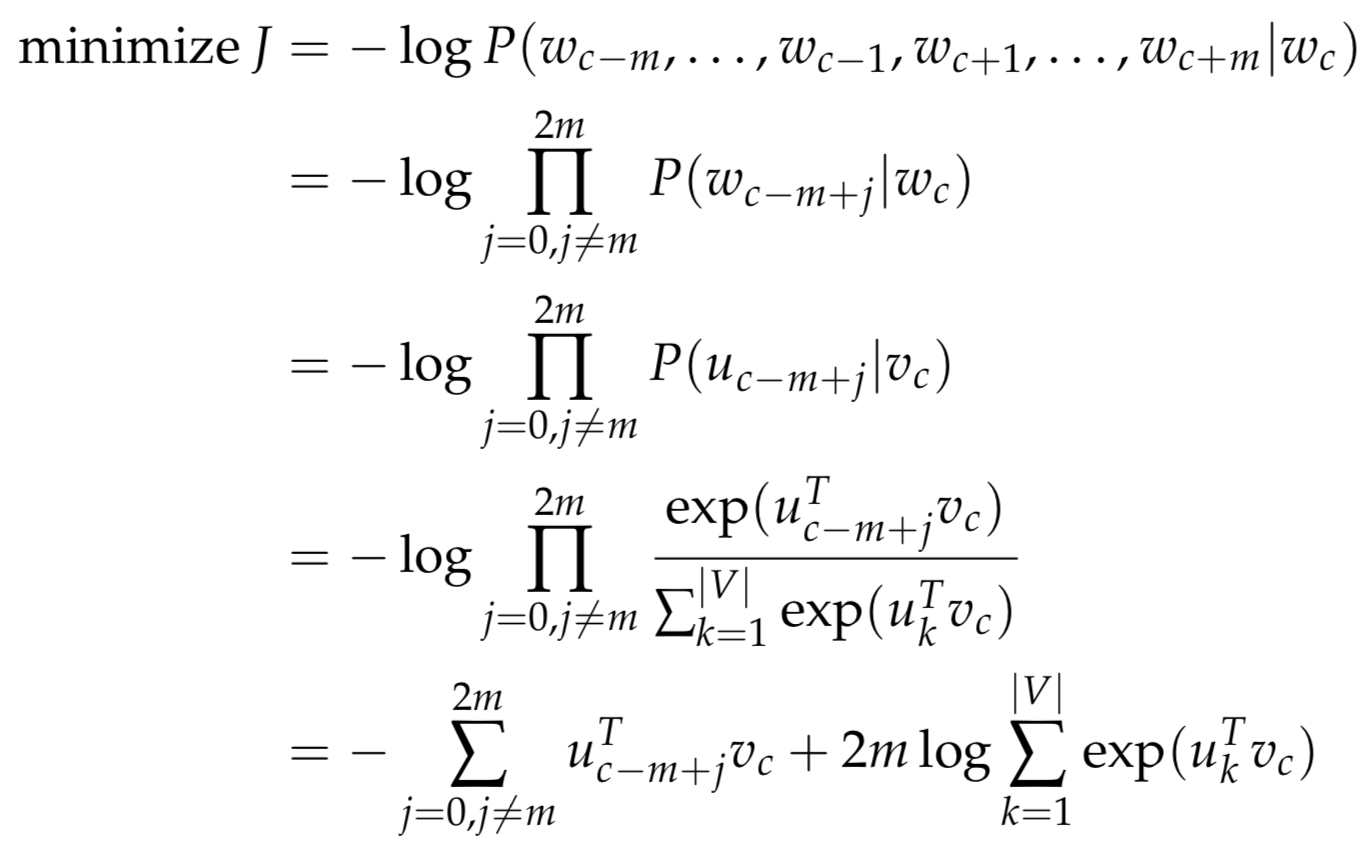 minimize J = − log P(w_{c−m}, . . . , w_{c−1}, w_{c+1}, . . . , w_{c+m}|w_c)
= − log ∏_{j=0,j≠m}^{2m} P(w_{c−m+j}|w_c)
= − log ∏_{j=0,j≠m}^{2m} P(u_{c−m+j}|v_c)
= − log ∏_{j=0,j≠m}^{2m} \frac{exp(u_{c−m+j}^T v_c)}{∑_{k=1}^{|V|} exp(u_k^T v_c)}
= − ∑_{j=0,j≠m}^{2m} u_{c−m+j}^T v_c + 2m log ∑_{k=1}^{|V|} exp(u_k^T v_c)